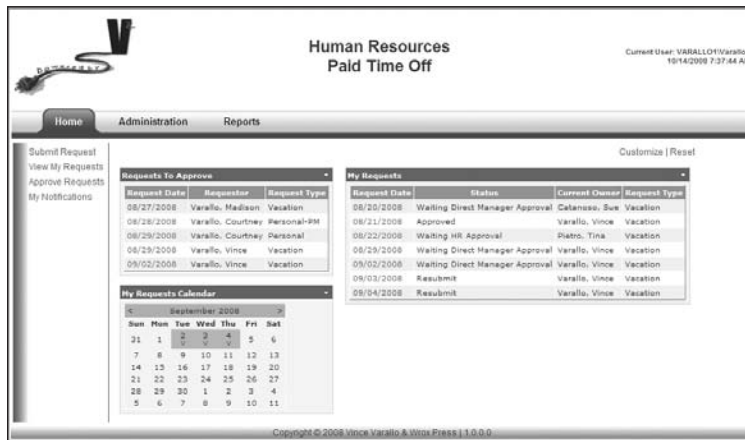 V
Human Resources
Paid Time Off
Current User: VARALLO1\Varallo
10/14/2008 7:37:44 A
Home Administration Reports
Customize | Reset
Submit Request
View My Requests
Approve Requests
My Notifications
Requests To Approve
Request Date Requestor Request Type
08/27/2008 Varallo, Madison Vacation
08/28/2008 Varallo, Courtney Personal-PM
08/29/2008 Varallo, Courtney Personal
08/29/2008 Varallo, Vince Vacation
09/02/2008 Varallo, Vince Vacation
My Requests
Request Date Status Current Owner Request Type
08/20/2008 Waiting Direct Manager Approval Catanoso, Sue Vacation
08/21/2008 Approved Varallo, Vince Vacation
08/22/2008 Waiting HR Approval Pietro, Tina Vacation
08/29/2008 Waiting Direct Manager Approval Varallo, Vince Vacation
09/02/2008 Waiting Direct Manager Approval Varallo, Vince Vacation
09/03/2008 Resubmit Varallo, Vince Vacation
09/04/2008 Resubmit Varallo, Vince Vacation
My Requests Calendar
< September 2008 >
Sun Mon Tue Wed Thu Fri Sat
31 1 2 3 4 5 6
V V V
7 8 9 10 11 12 13
14 15 16 17 18 19 20
21 22 23 24 25 26 27
28 29 30 1 2 3 4
5 6 7 8 9 10 11
Copyright © 2008 Vince Varallo & Wrox Press | 1.0.0.0